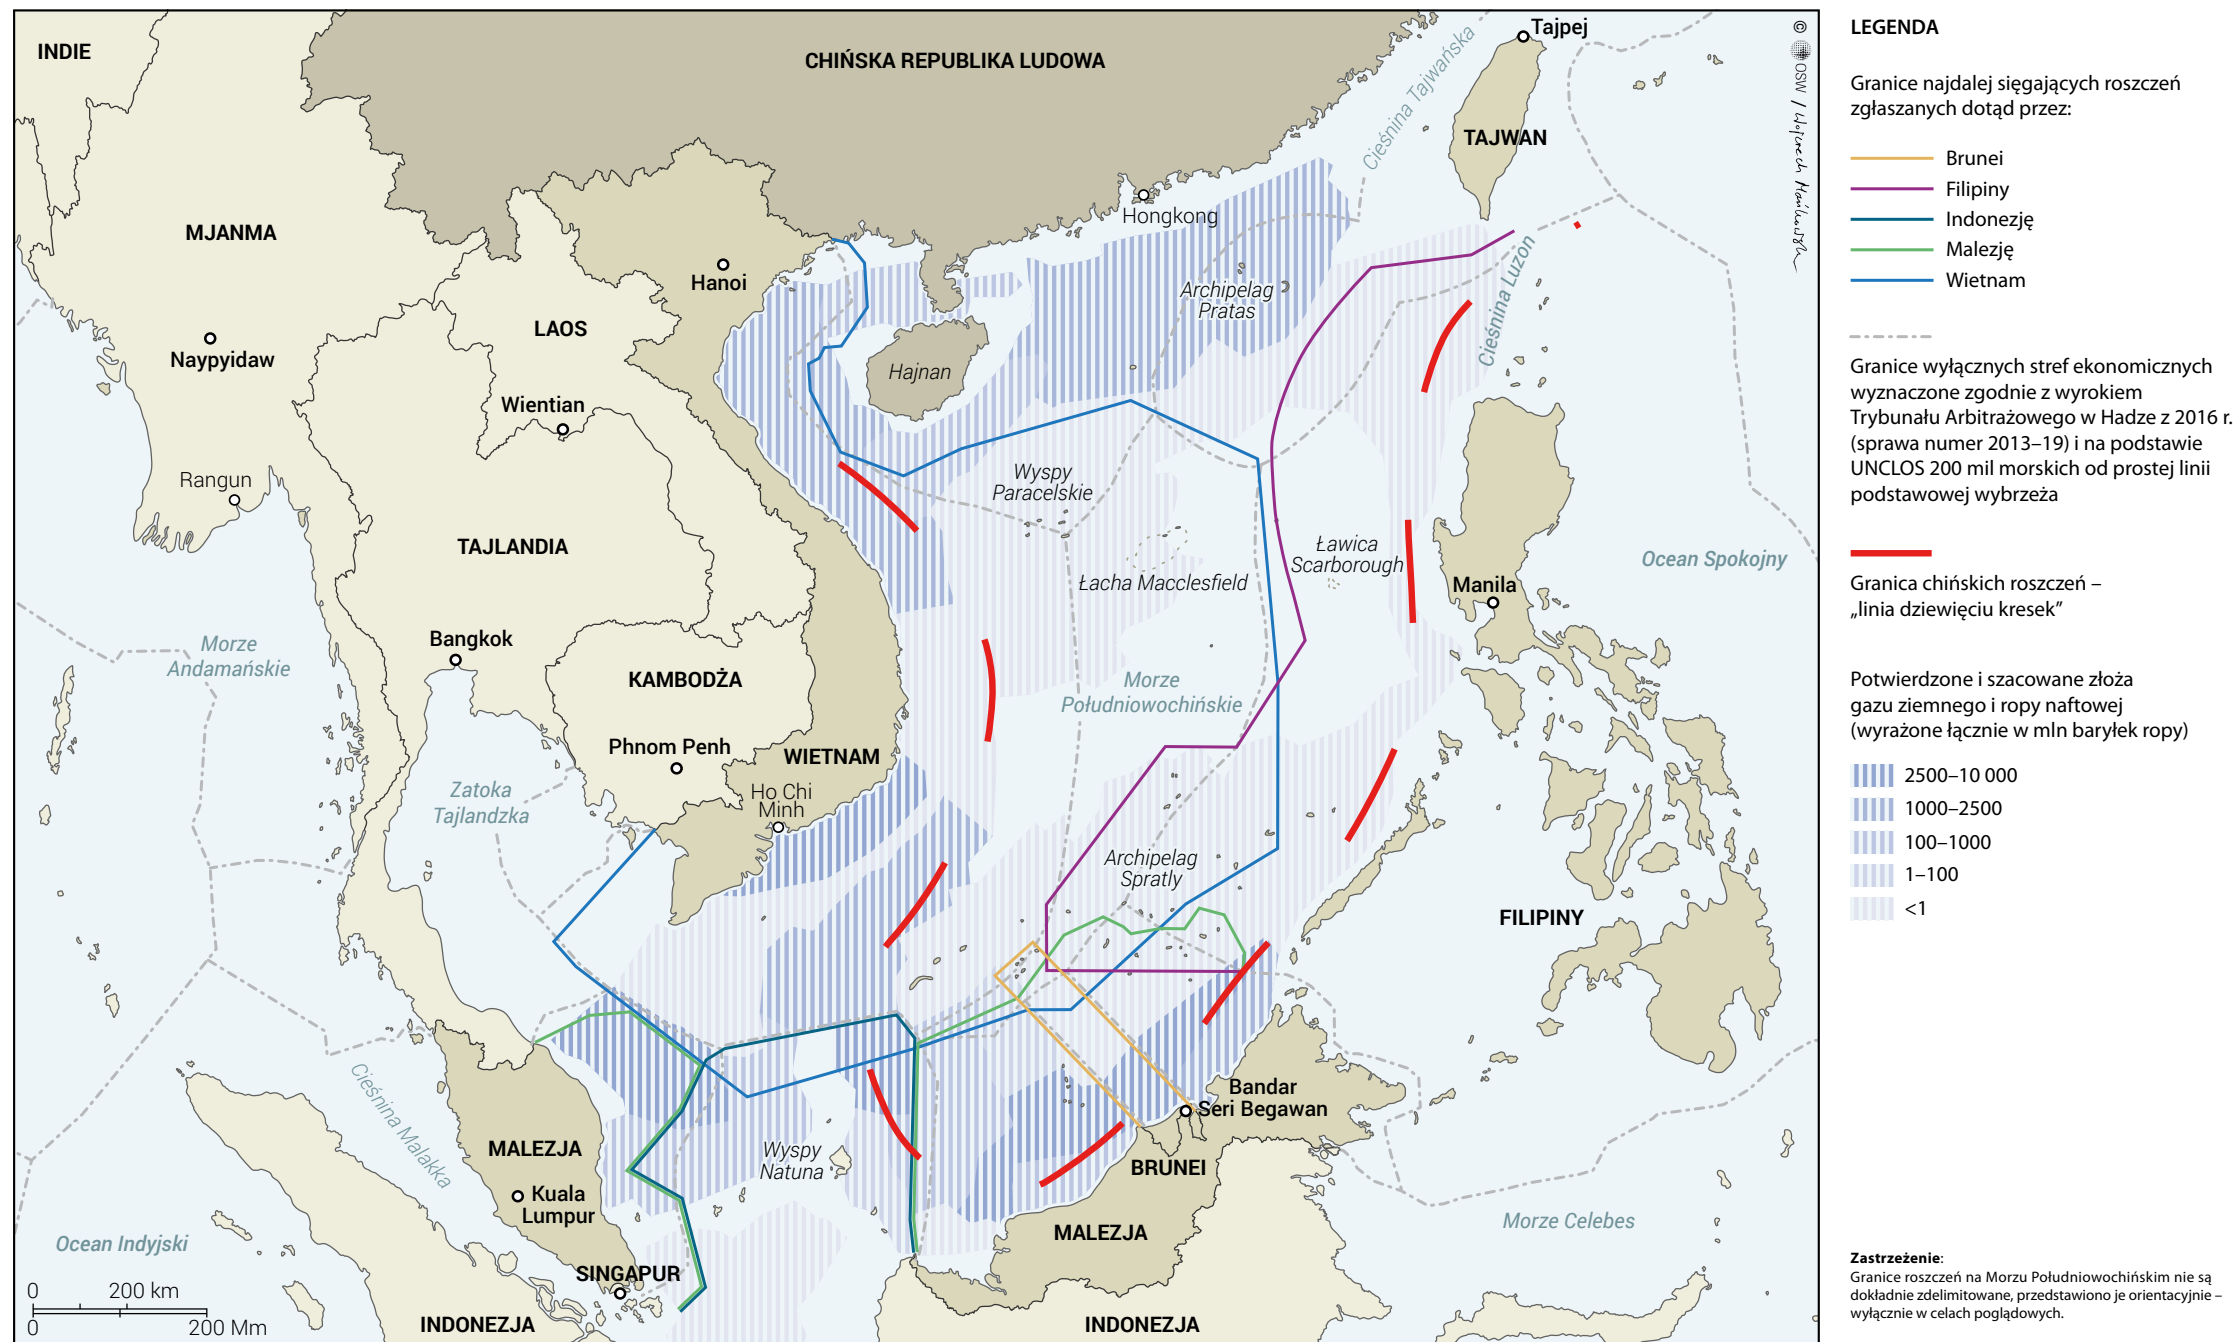 INDIE
CHIŃSKA REPUBLIKA LUDOWA
Tajpej
Cieśnina Tajwańska
TAJWAN
Hongkong
MJANMA
Hanoi
Archipelag
Pratas
Cieśnina Luzon
LAOS
Naypyidaw
Hajnan
Wientian
Rangun
Wyspy
Paracelskie
TAJLANDIA
Łacha Macclesfield
Ławica
Scarborough
Manila
Ocean Spokojny
Morze
Andamańskie
Bangkok
KAMBODŻA
Morze
Południowochińskie
Phnom Penh
WIETNAM
Ho Chi
Minh
Zatoka
Tajlandzka
Archipelag
Spratly
FILIPINY
Cieśnina Malakka
Bandar
Seri Begawan
MALEZJA
Wyspy
Natuna
BRUNEI
Kuala
Lumpur
MALEZJA
Morze Celebes
Ocean Indyjski
SINGAPUR
0 200 km
0 200 Mm
INDONEZJA
INDONEZJA
© OSW / Wojciech Mańkowski
LEGENDA
Granice najdalej sięgających roszczeń
zgłaszanych dotąd przez:
Brunei
Filipiny
Indonezję
Malezję
Wietnam
Granice wyłącznych stref ekonomicznych
wyznaczone zgodnie z wyrokiem
Trybunału Arbitrażowego w Hadze z 2016 r.
(sprawa numer 2013–19) i na podstawie
UNCLOS 200 mil morskich od prostej linii
podstawowej wybrzeża
Granica chińskich roszczeń –
„linia dziewięciu kresek”
Potwierdzone i szacowane złoża
gazu ziemnego i ropy naftowej
(wyrażone łącznie w mln baryłek ropy)
2500–10 000
1000–2500
100–1000
1–100
<1
Zastrzeżenie:
Granice roszczeń na Morzu Południowochińskim nie są
dokładnie zdelimitowane, przedstawiono je orientacyjnie –
wyłącznie w celach poglądowych.